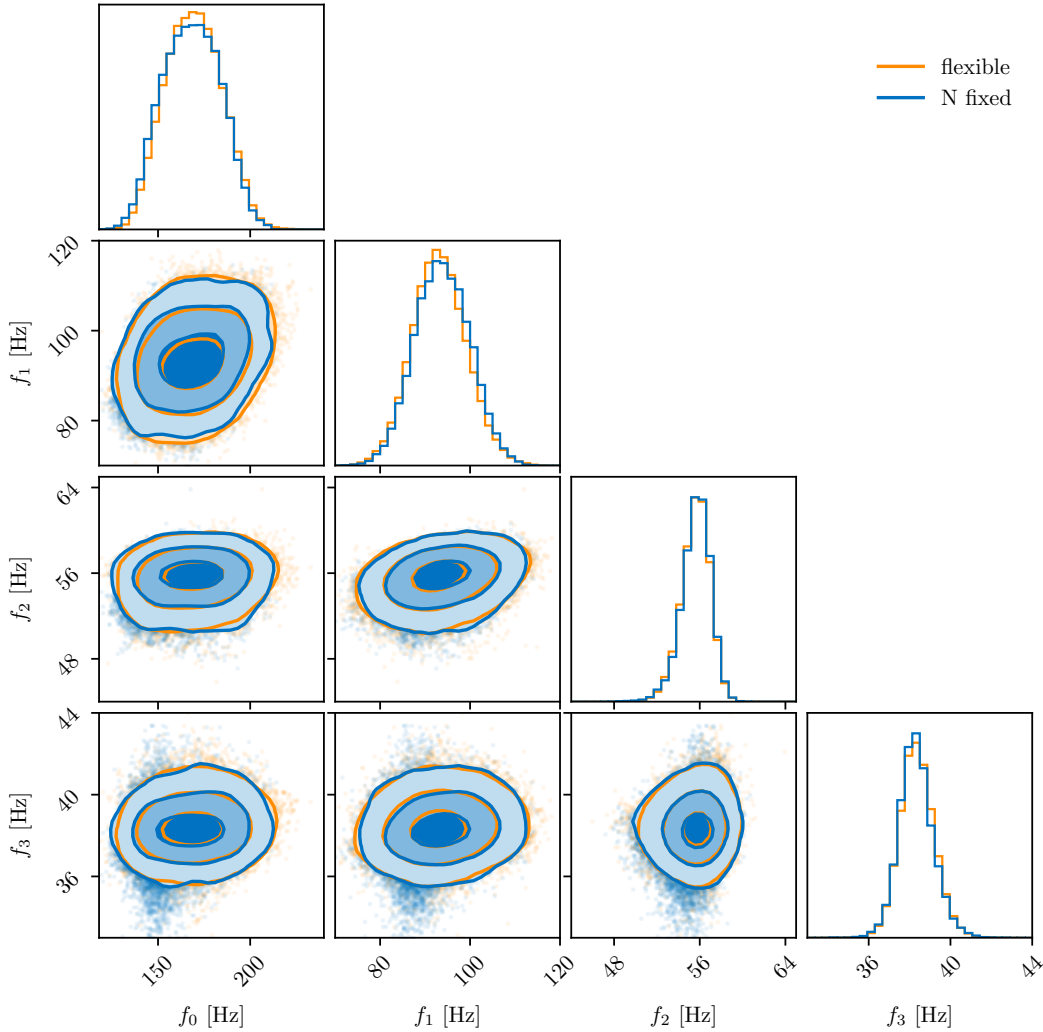 flexible
N fixed
120
100
80
f₁ [Hz]
64
56
48
f₂ [Hz]
44
40
36
f₃ [Hz]
150 200
80 100 120
48 56 64
36 40 44
f₀ [Hz]
f₁ [Hz]
f₂ [Hz]
f₃ [Hz]